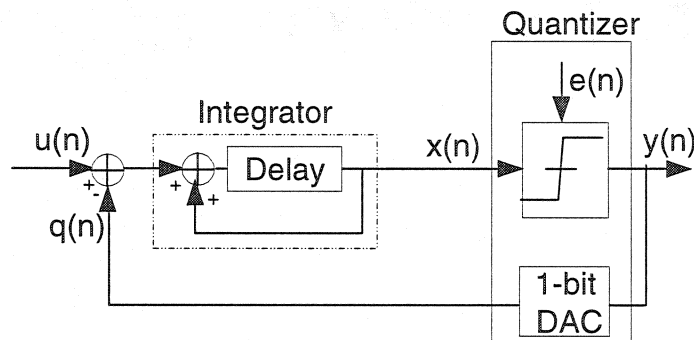 Quantizer
e(n)
Integrator
u(n)
x(n)
y(n)
Delay
+
-
+
+
q(n)
1-bit
DAC